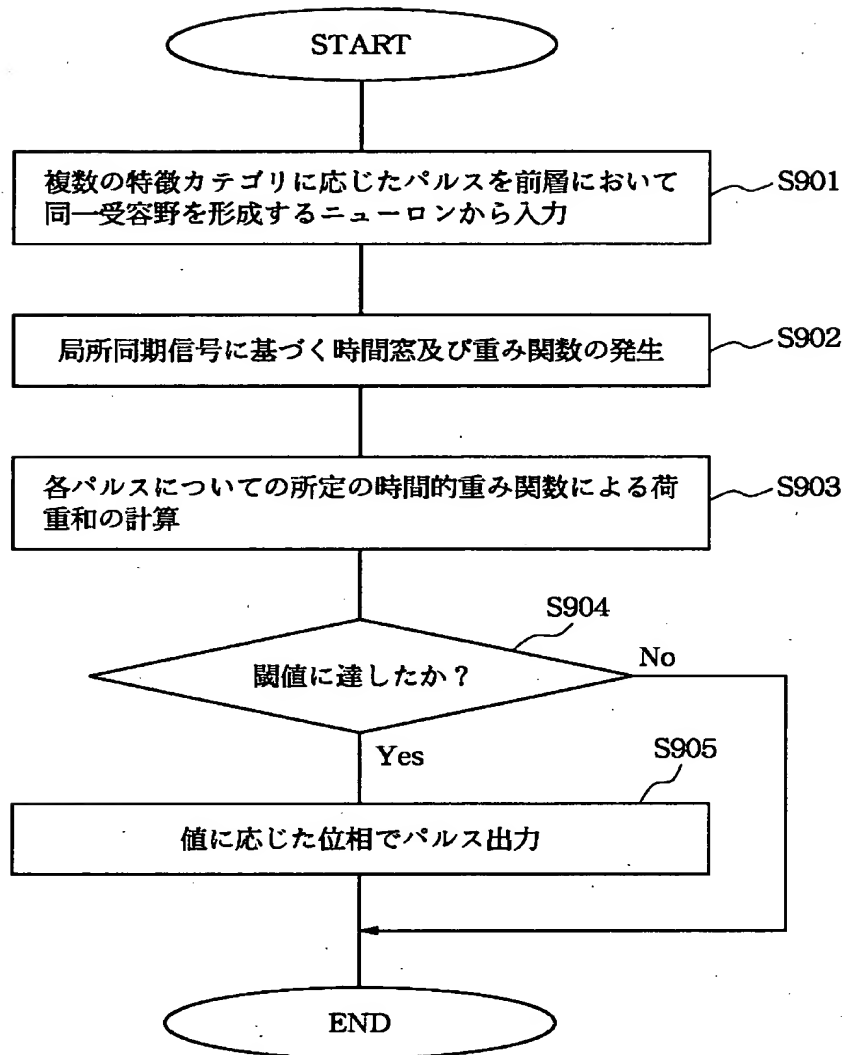 START
複数の特徴カテゴリに応じたパルスを前層において
同一受容野を形成するニューロンから入力
S901
局所同期信号に基づく時間窓及び重み関数の発生
S902
各パルスについての所定の時間的重み関数による荷
重和の計算
S903
S904
閾値に達したか？
No
Yes
S905
値に応じた位相でパルス出力
END